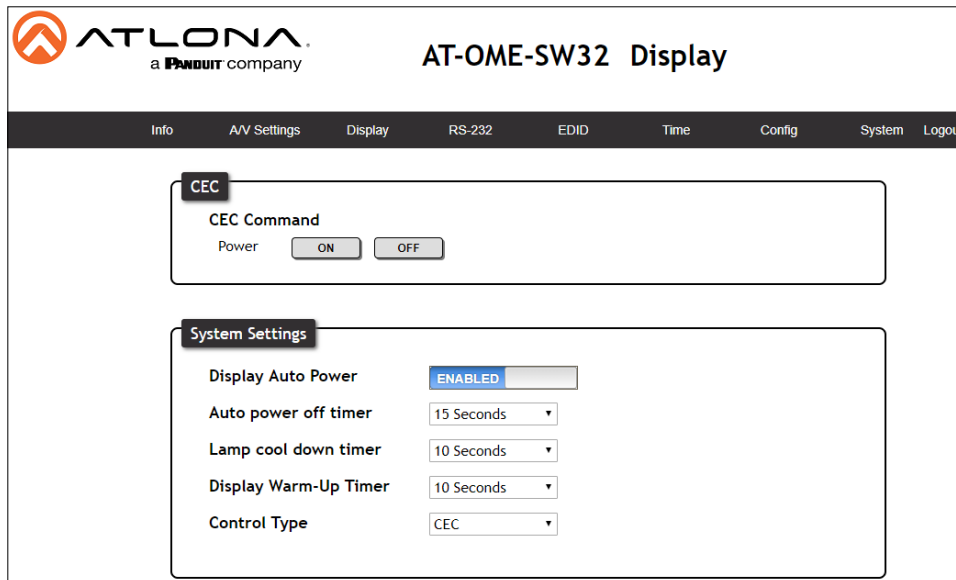 ATLONA.
a PANDUIT company
AT-OME-SW32 Display
Info A/V Settings Display RS-232 EDID Time Config System Logou
CEC
CEC Command
Power ON OFF
System Settings
Display Auto Power ENABLED
Auto power off timer 15 Seconds
Lamp cool down timer 10 Seconds
Display Warm-Up Timer 10 Seconds
Control Type CEC